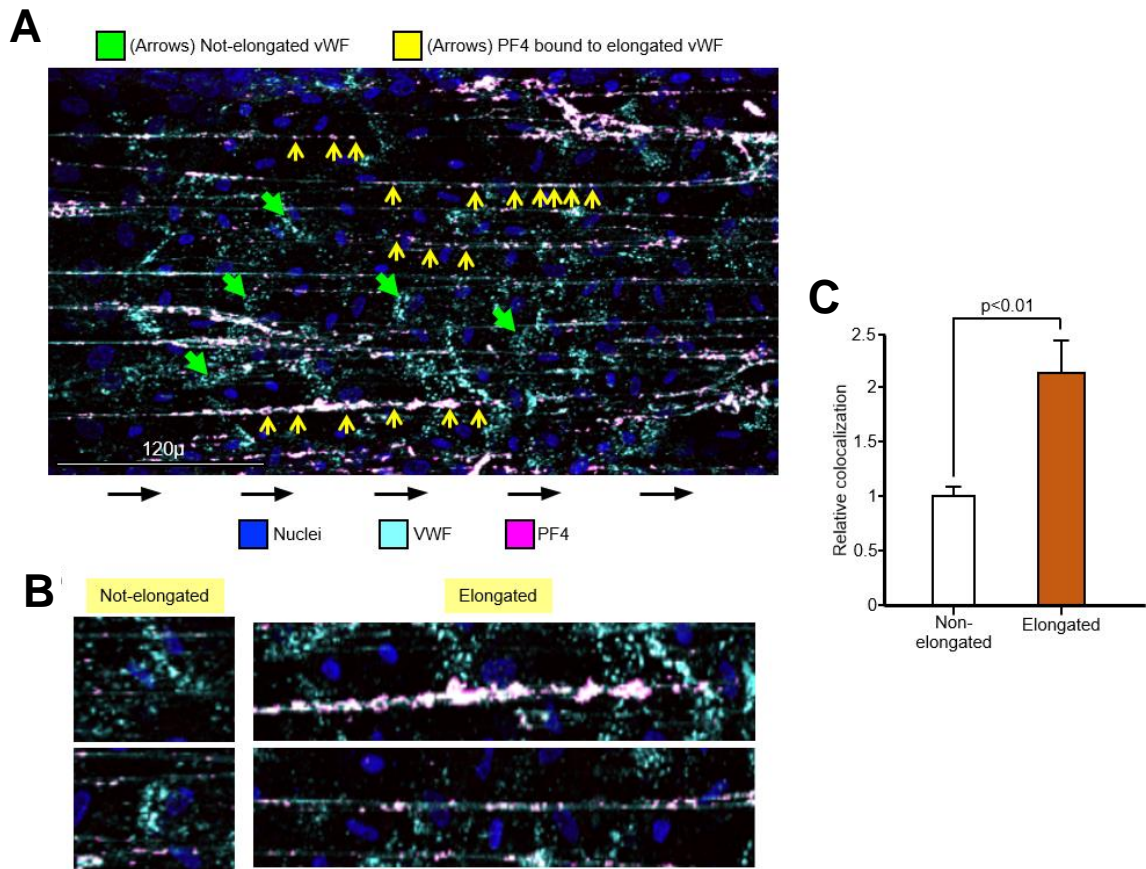 A
(Arrows) Not-elongated vWF
(Arrows) PF4 bound to elongated vWF
120µ
Nuclei
VWF
PF4
B
Not-elongated
Elongated
C
p<0.01
Relative colocalization
2.5
2
1.5
1
0.5
0
Non-
elongated
Elongated